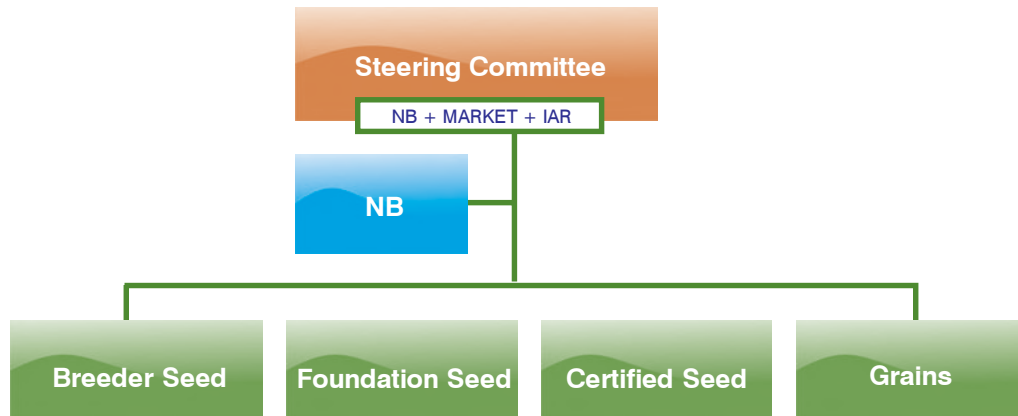 Steering Committee
NB + MARKET + IAR
NB
Breeder Seed
Foundation Seed
Certified Seed
Grains